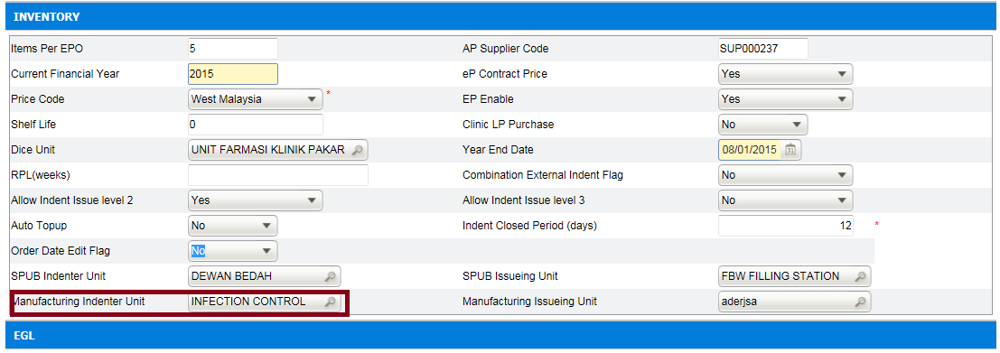 INVENTORY
Items Per EPO 5 AP Supplier Code SUP000237
Current Financial Year 2015 eP Contract Price Yes
Price Code West Malaysia * EP Enable Yes
Shelf Life 0 Clinic LP Purchase No
Dice Unit UNIT FARMASI KLINIK PAKAR Year End Date 08/01/2015 31
RPL(weeks) Combination External Indent Flag No
Allow Indent Issue level 2 Yes Allow Indent Issue level 3 No
Auto Topup No Indent Closed Period (days) 12 *
Order Date Edit Flag No
SPUB Indenter Unit DEWAN BEDAH SPUB Issueing Unit FBW FILLING STATION
Manufacturing Indenter Unit INFECTION CONTROL Manufacturing Issueing Unit aderjsa
EGL